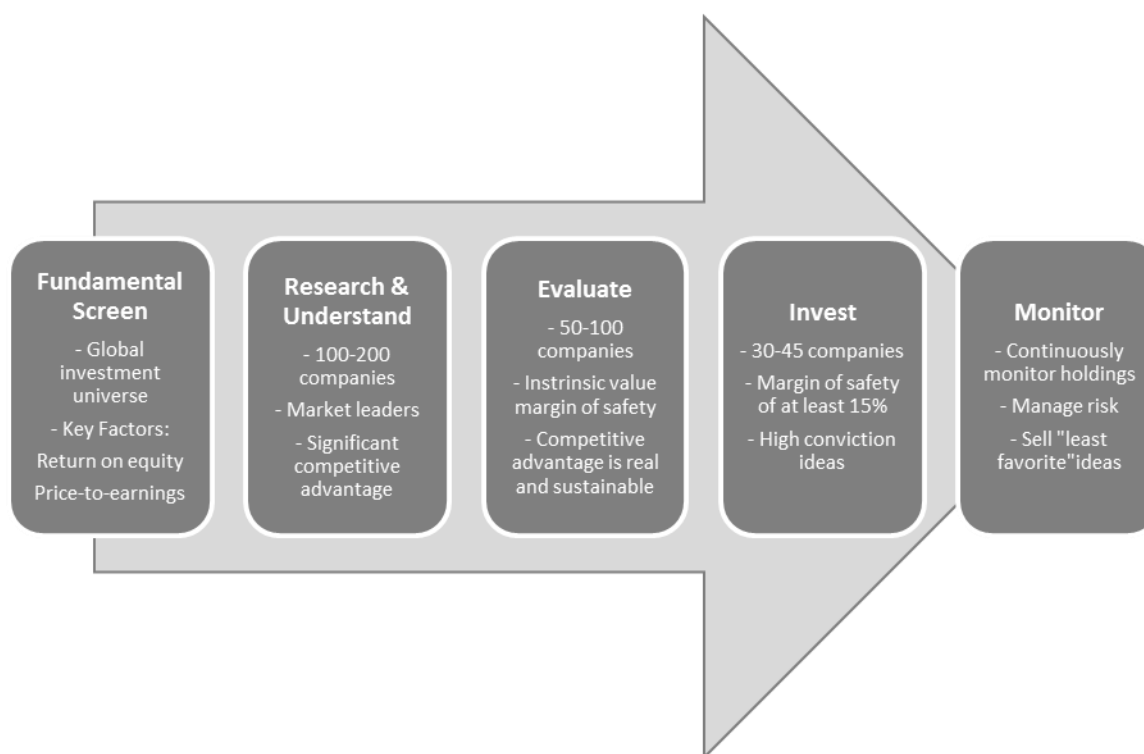 Fundamental
Screen
- Global
investment
universe
- Key Factors:
Return on equity
Price-to-earnings
Research &
Understand
- 100-200
companies
- Market leaders
- Significant
competitive
advantage
Evaluate
- 50-100
companies
- Instrinsic value
margin of safety
- Competitive
advantage is real
and sustainable
Invest
- 30-45 companies
- Margin of safety
of at least 15%
- High conviction
ideas
Monitor
- Continuously
monitor holdings
- Manage risk
- Sell "least
favorite"ideas